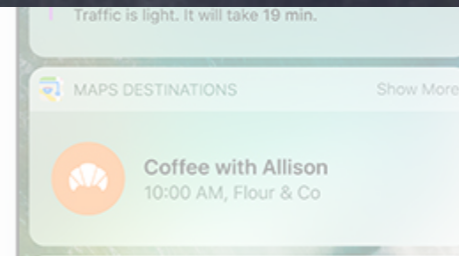 Traffic is light. It will take 19 min.
MAPS DESTINATIONS
Show More
Coffee with Allison
10:00 AM, Flour & Co